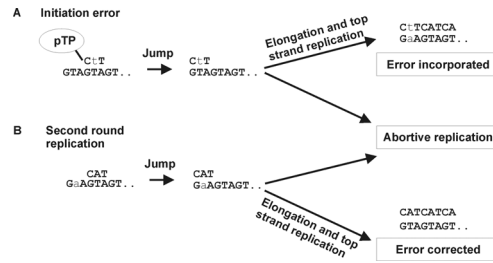 A Initiation error
pTP
CtT
GTAGTAGT..
Jump
CtT
GTAGTAGT..
Elongation and top
strand replication
CtTCATCA
GaAGTAGT..
Error incorporated
Abortive replication
B Second round
replication
CAT
GaAGTAGT..
Jump
CAT
GaAGTAGT..
Elongation and top
strand replication
CATCATCA
GTAGTAGT..
Error corrected